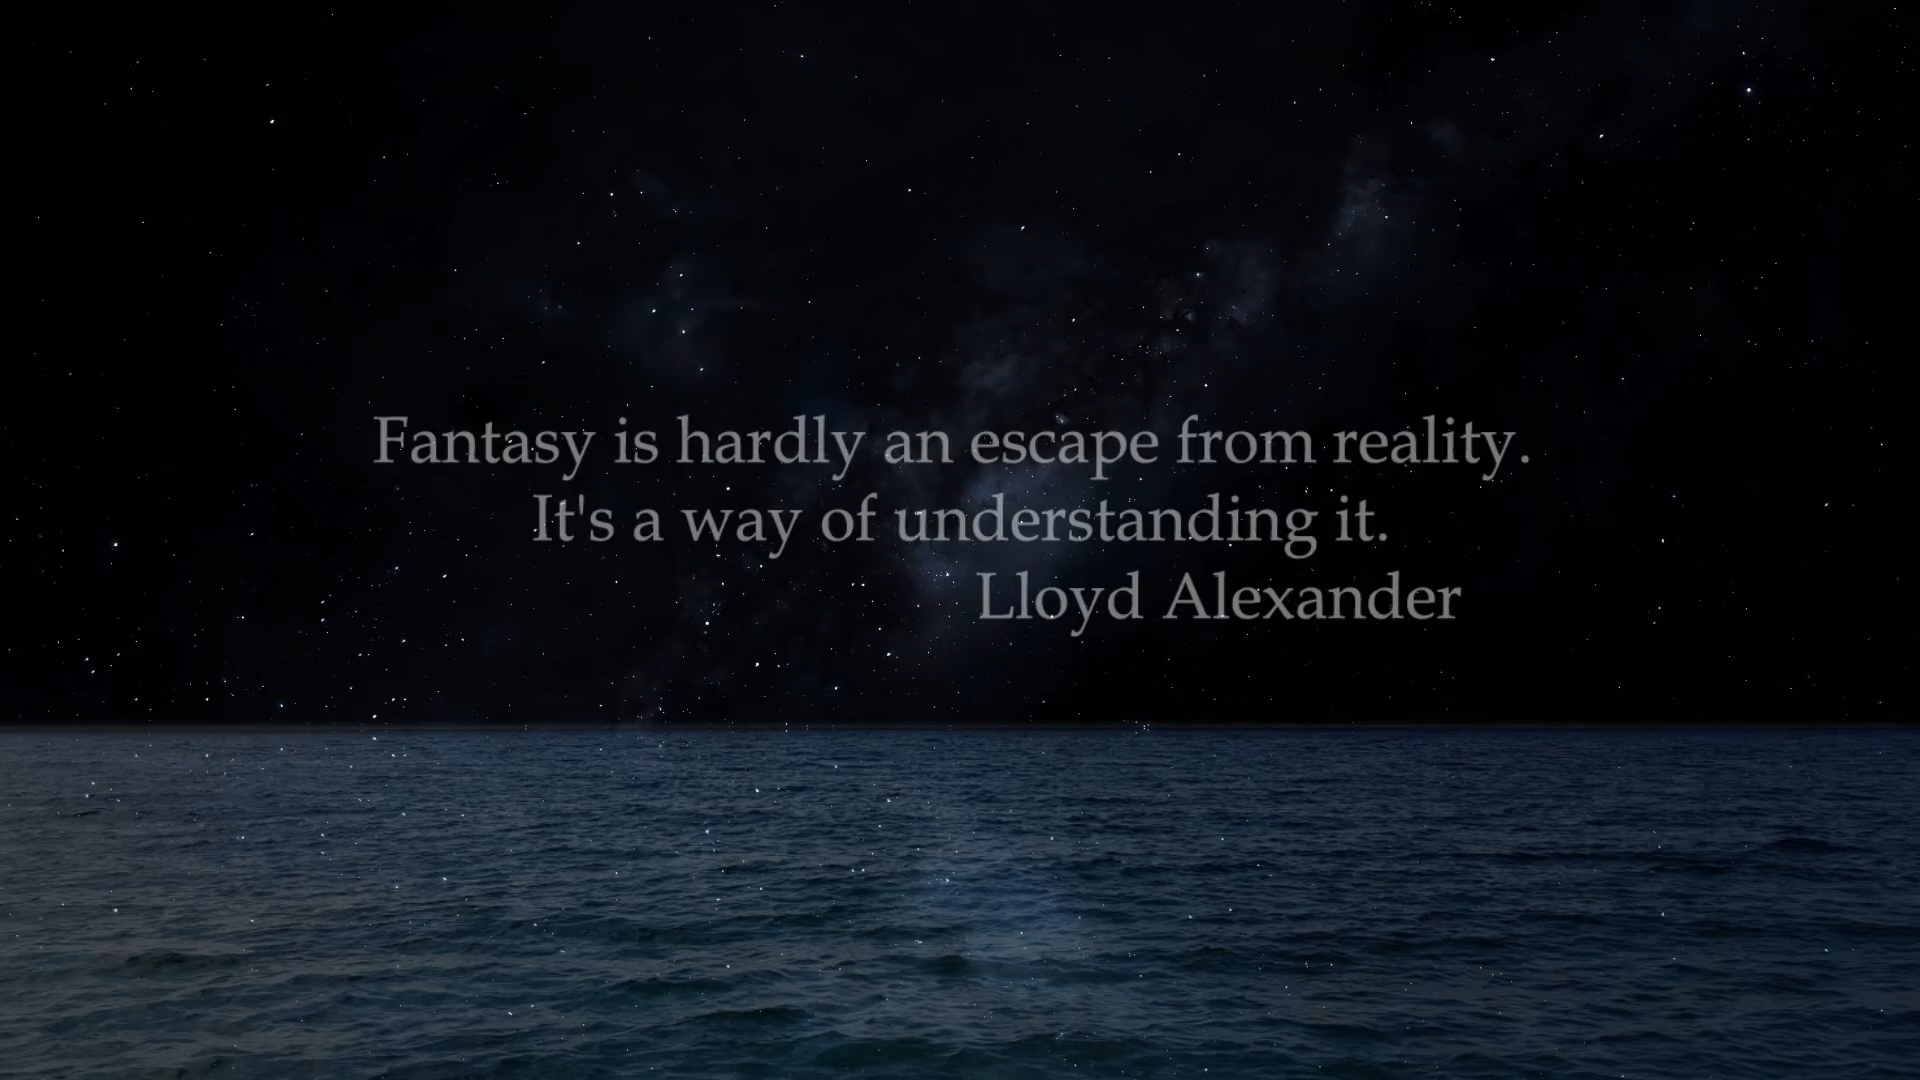 Fantasy is hardly an escape from reality.
It's a way of understanding it.
Lloyd Alexander